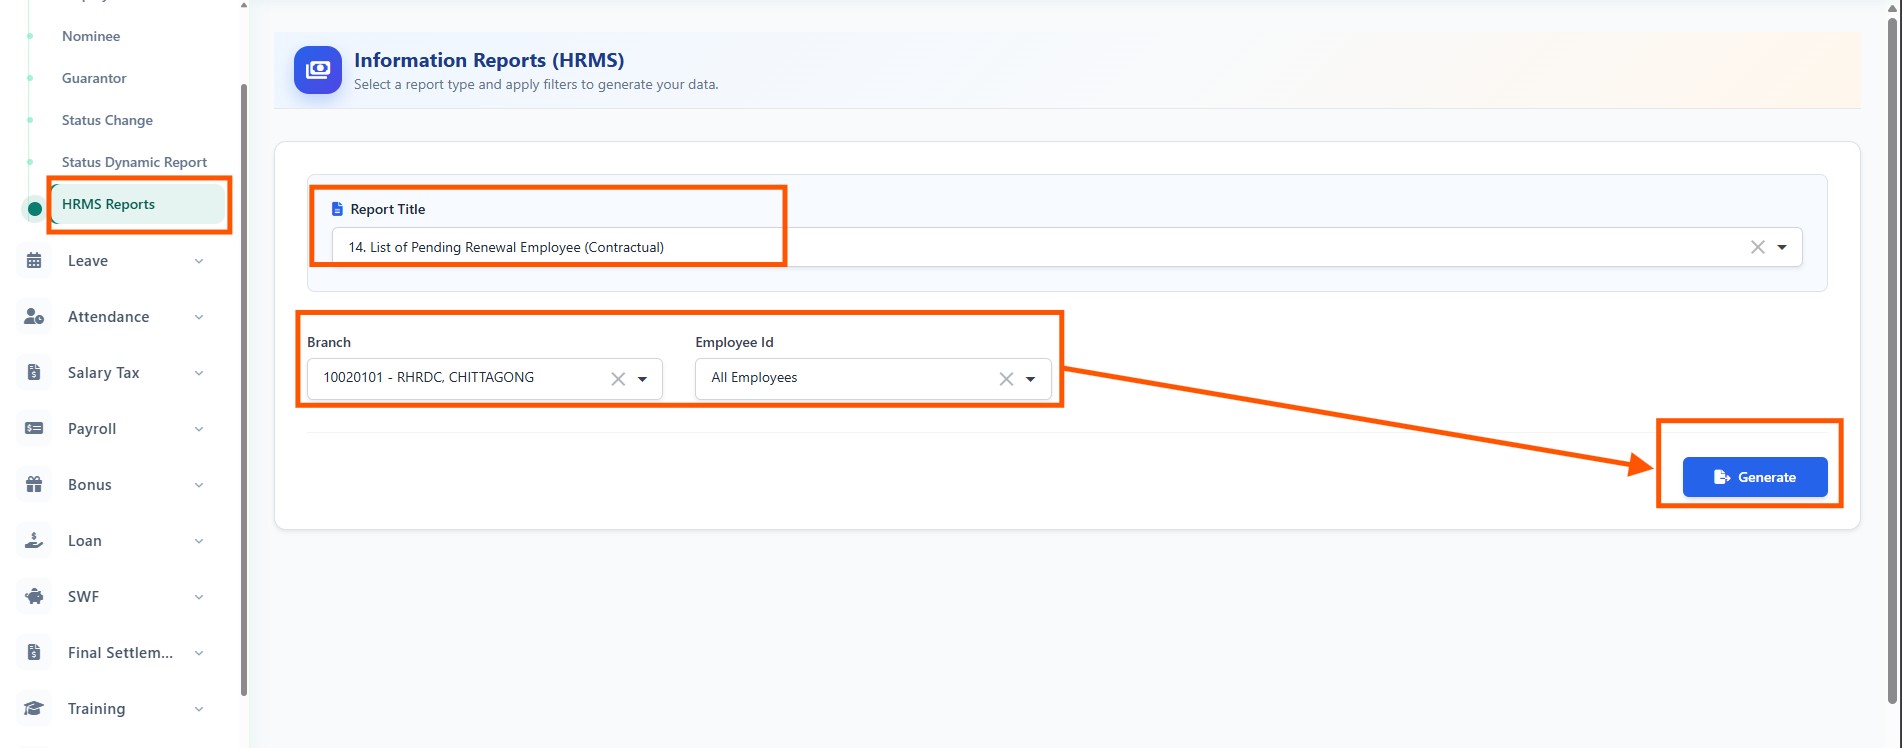 Nominee
Guarantor
Status Change
Status Dynamic Report
HRMS Reports
Leave
Attendance
Salary Tax
Payroll
Bonus
Loan
SWF
Final Settlem...
Training
Information Reports (HRMS)
Select a report type and apply filters to generate your data.
Report Title
14. List of Pending Renewal Employee (Contractual)
Branch
10020101 - RHRDC, CHITTAGONG
Employee Id
All Employees
Generate